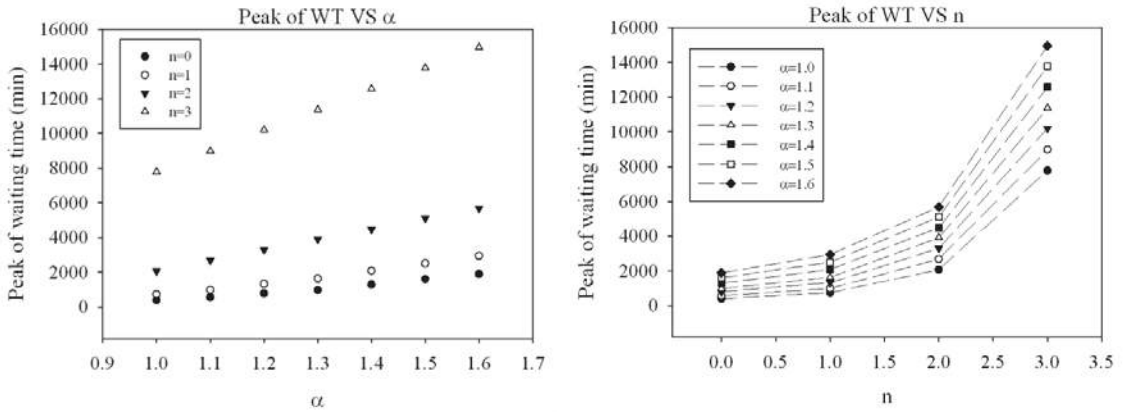 Peak of WT VS α
16000
14000
12000
10000
8000
6000
4000
2000
0
Peak of waiting time (min)
n=0
n=1
n=2
n=3
0.9 1.0 1.1 1.2 1.3 1.4 1.5 1.6 1.7
α
Peak of WT VS n
16000
14000
12000
10000
8000
6000
4000
2000
0
Peak of waiting time (min)
α=1.0
α=1.1
α=1.2
α=1.3
α=1.4
α=1.5
α=1.6
0.0 0.5 1.0 1.5 2.0 2.5 3.0 3.5
n